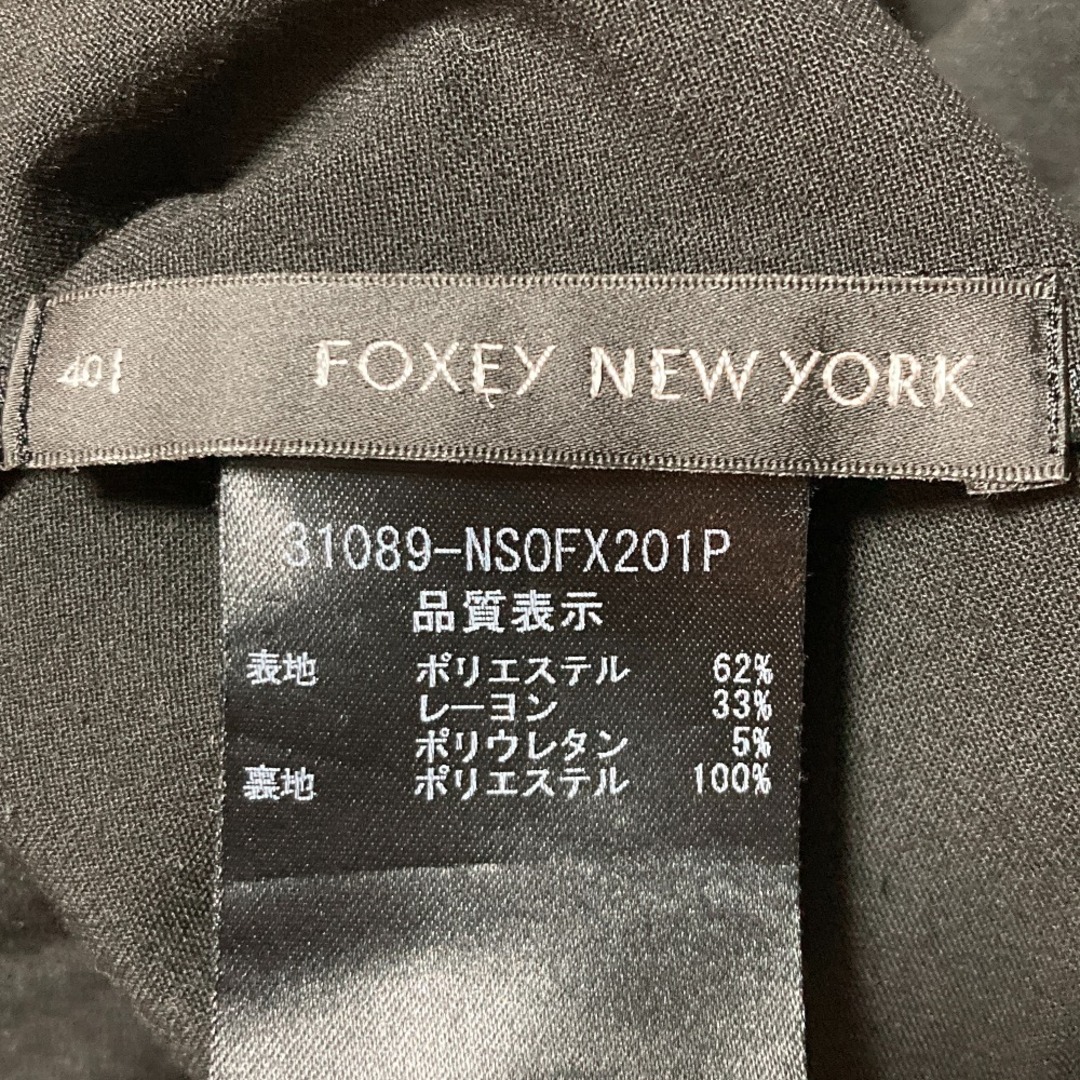 40
FOXEY NEW YORK
31089-NSOFX201P
品質表示
表地 ポリエステル 62%
レーヨン 33%
ポリウレタン 5%
裏地 ポリエステル 100%